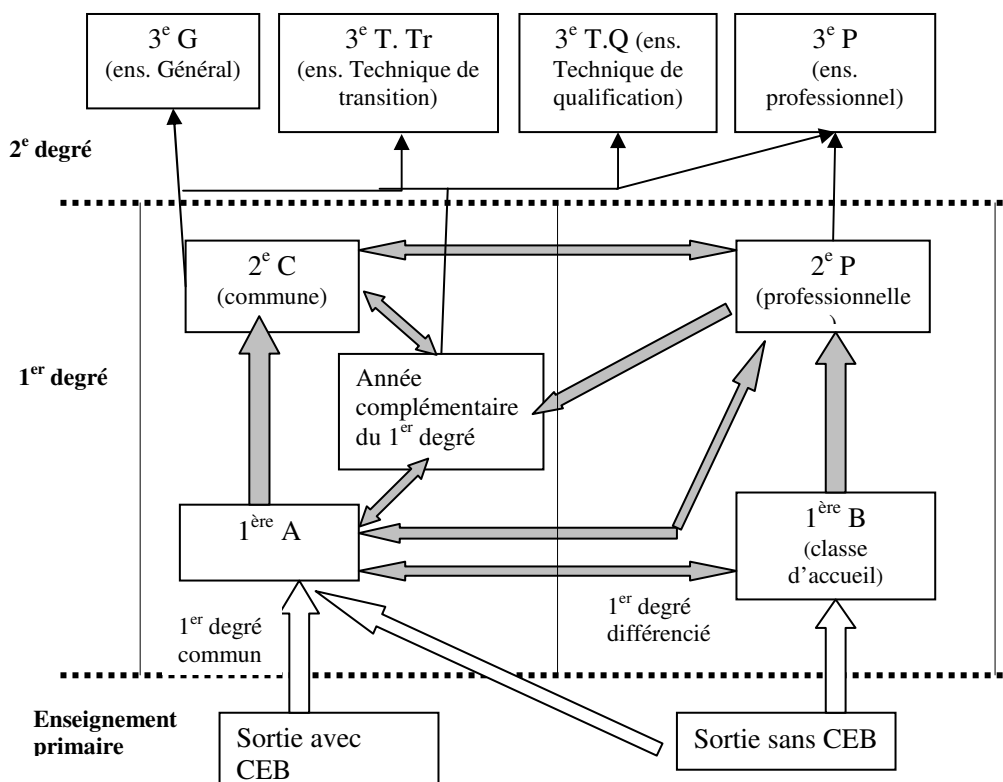 3e G
(ens. Général)
3e T. Tr
(ens. Technique de
transition)
3e T.Q (ens.
Technique de
qualification)
3e P
(ens.
professionnel)
2e degré
2e C
(commune)
2e P
(professionnelle
)
1er degré
Année
complémentaire
du 1er degré
1ère A
1ère B
(classe
d’accueil)
1er degré
commun
1er degré
différencié
Enseignement
primaire
Sortie avec
CEB
Sortie sans CEB